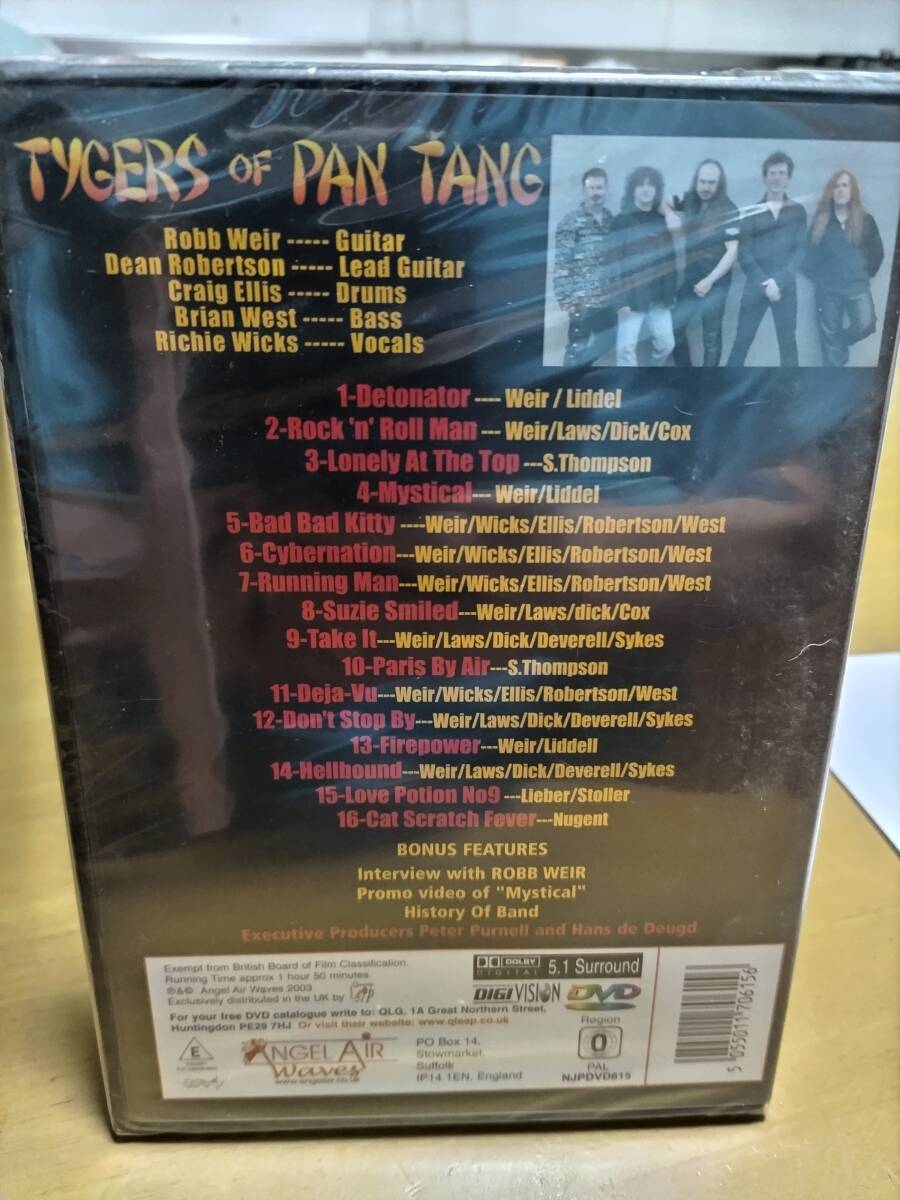 TYGERS OF PAN TANG
Robb Weir ----- Guitar
Dean Robertson ----- Lead Guitar
Craig Ellis ----- Drums
Brian West ----- Bass
Richie Wicks ----- Vocals
1-Detonator ---- Weir / Liddel
2-Rock 'n' Roll Man --- Weir/Laws/Dick/Cox
3-Lonely At The Top ---S.Thompson
4-Mystical--- Weir/Liddel
5-Bad Bad Kitty ----Weir/Wicks/Ellis/Robertson/West
6-Cybernation---Weir/Wicks/Ellis/Robertson/West
7-Running Man---Weir/Wicks/Ellis/Robertson/West
8-Suzie Smiled---Weir/Laws/dick/Cox
9-Take It---Weir/Laws/Dick/Deverell/Sykes
10-Paris By Air---S.Thompson
11-Deja-Vu---Weir/Wicks/Ellis/Robertson/West
12-Don't Stop By---Weir/Laws/Dick/Deverell/Sykes
13-Firepower---Weir/Liddell
14-Hellbound---Weir/Laws/Dick/Deverell/Sykes
15-Love Potion No9 ---Lieber/Stoller
16-Cat Scratch Fever---Nugent
BONUS FEATURES
Interview with ROBB WEIR
Promo video of "Mystical"
History Of Band
Executive Producers Peter Purnell and Hans de Deugd
Exempt from British Board of Film Classification.
Running Time approx 1 hour 50 minutes.
℗&© Angel Air Waves 2003
Exclusively distributed in the UK by
For your free DVD catalogue write to: QLG, 1A Great Northern Street,
Huntingdon PE29 7HJ Or visit their website: www.qleap.co.uk
DOLBY DIGITAL 5.1 Surround
DIGIVISION DVD
Region
0
PAL
NJPDVD615
E
ANGEL AIR
Waves
www.angelair.co.uk
PO Box 14,
Stowmarket,
Suffolk
IP14 1EN, England
5 055011 706156